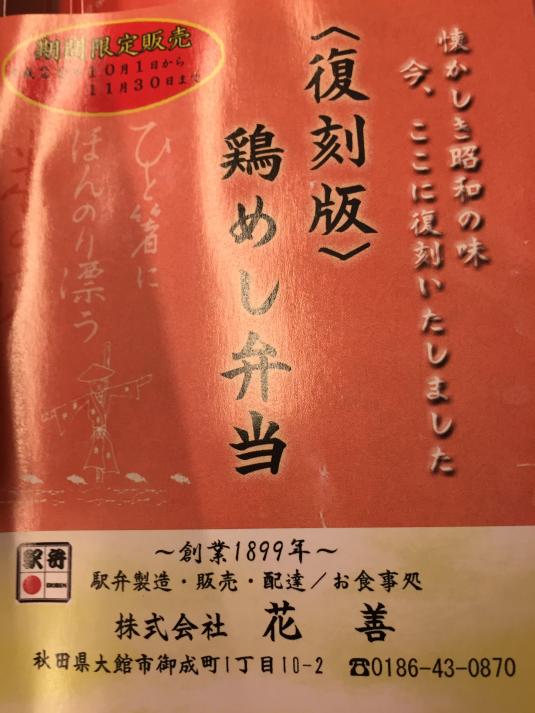 懐かしき昭和の味
今、ここに復刻いたしました
〈復刻版〉
鶏めし弁当
期間限定販売
10月1日から
11月30日まで
ひと箸に
ほんのり漂う
駅弁
EKIBEN
～創業1899年～
駅弁製造・販売・配達／お食事処
株式会社 花善
秋田県大館市御成町1丁目10-2 ☎0186-43-0870